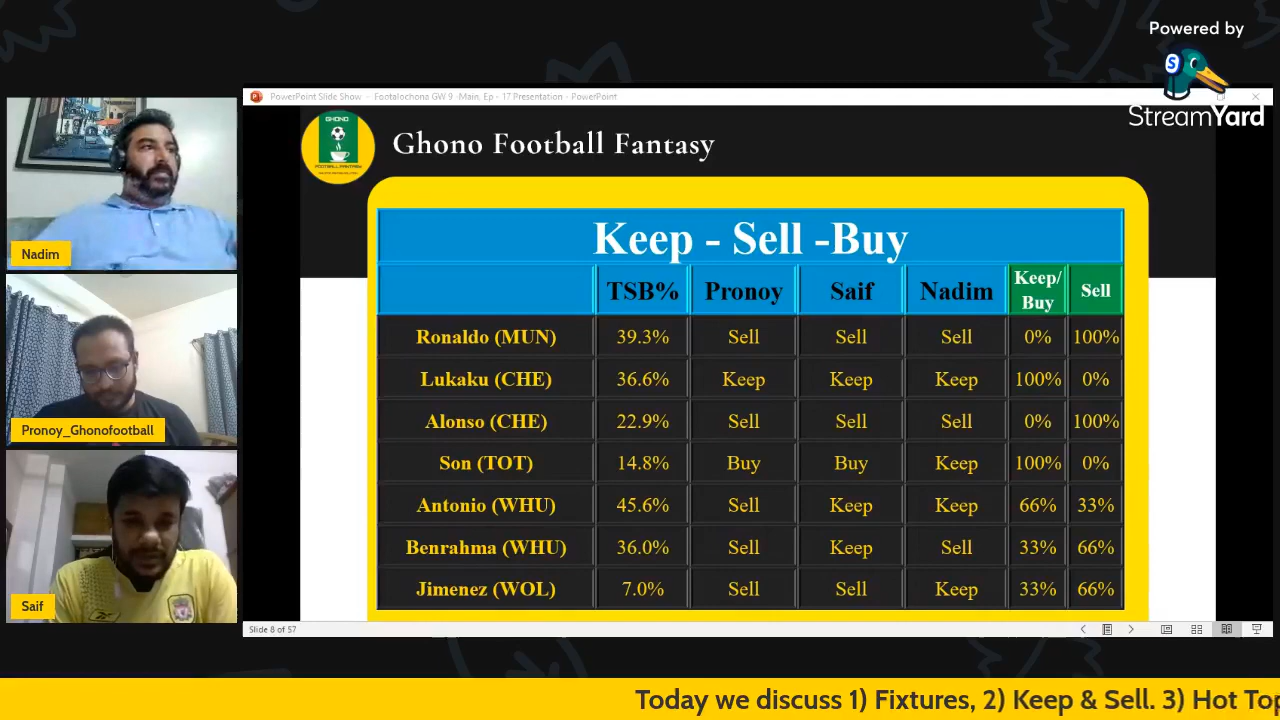 Powered by
StreamYard
PowerPoint Slide Show - Footalochona GW 9 -Main, Ep - 17 Presentation - PowerPoint
GHONO
FOOTBALL FANTASY
Ghono Football Fantasy
Keep - Sell -Buy
TSB% Pronoy Saif Nadim Keep/ Buy Sell
Ronaldo (MUN) 39.3% Sell Sell Sell 0% 100%
Lukaku (CHE) 36.6% Keep Keep Keep 100% 0%
Alonso (CHE) 22.9% Sell Sell Sell 0% 100%
Son (TOT) 14.8% Buy Buy Keep 100% 0%
Antonio (WHU) 45.6% Sell Keep Keep 66% 33%
Benrahma (WHU) 36.0% Sell Keep Sell 33% 66%
Jimenez (WOL) 7.0% Sell Sell Keep 33% 66%
Nadim
Pronoy_Ghonofootball
Saif
Slide 8 of 57
Today we discuss 1) Fixtures, 2) Keep & Sell. 3) Hot Top